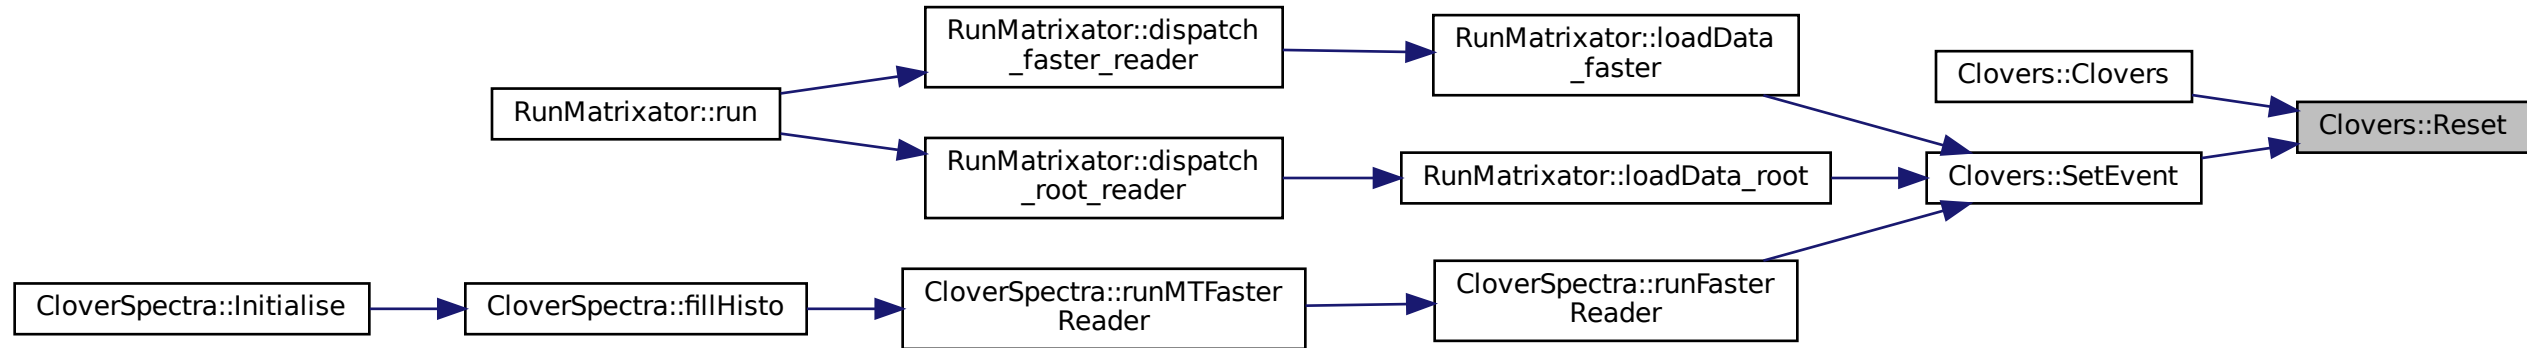 RunMatrixator::run
RunMatrixator::dispatch
_faster_reader
RunMatrixator::loadData
_faster
Clovers::Clovers
Clovers::Reset
RunMatrixator::dispatch
_root_reader
RunMatrixator::loadData_root
Clovers::SetEvent
CloverSpectra::Initialise
CloverSpectra::fillHisto
CloverSpectra::runMTFaster
Reader
CloverSpectra::runFaster
Reader